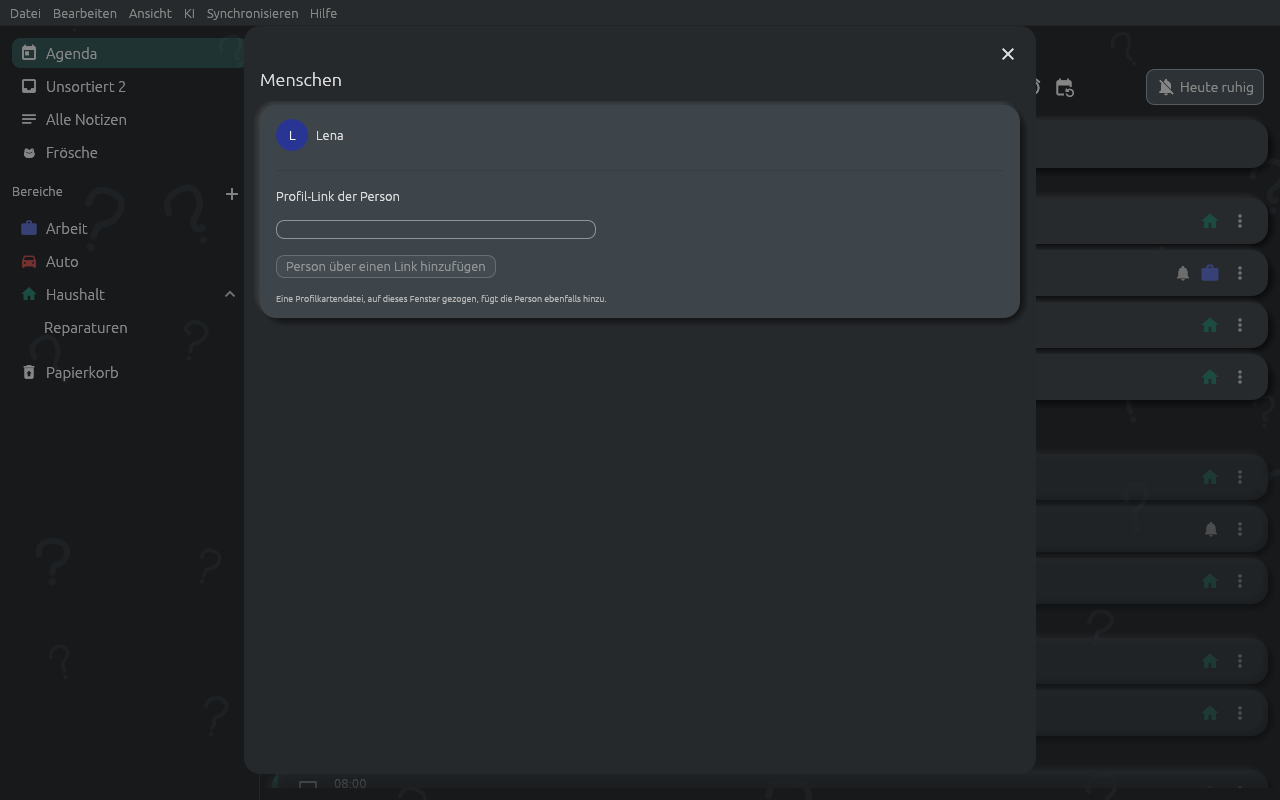 Datei Bearbeiten Ansicht KI Synchronisieren Hilfe
Agenda
Unsortiert 2
Alle Notizen
Frösche
Bereiche
Arbeit
Auto
Haushalt
Reparaturen
Papierkorb
Menschen
L Lena
Profil-Link der Person
Person über einen Link hinzufügen
Eine Profilkartendatei, auf dieses Fenster gezogen, fügt die Person ebenfalls hinzu.
Heute ruhig
08:00